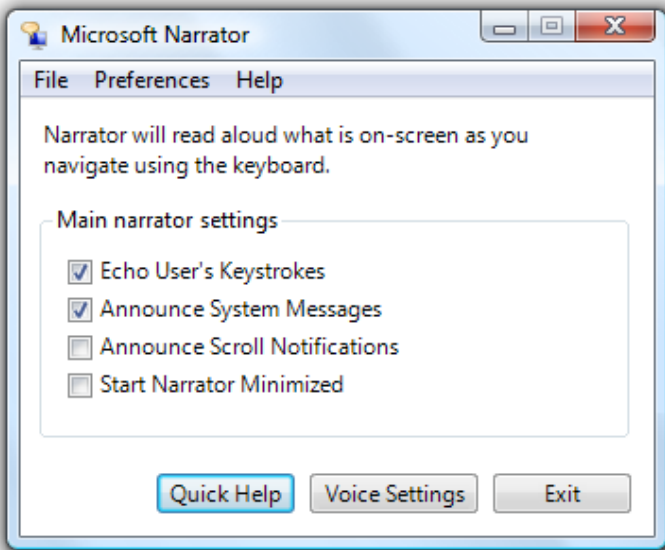 Microsoft Narrator
File Preferences Help
Narrator will read aloud what is on-screen as you
navigate using the keyboard.
Main narrator settings
Echo User's Keystrokes
Announce System Messages
Announce Scroll Notifications
Start Narrator Minimized
Quick Help Voice Settings Exit